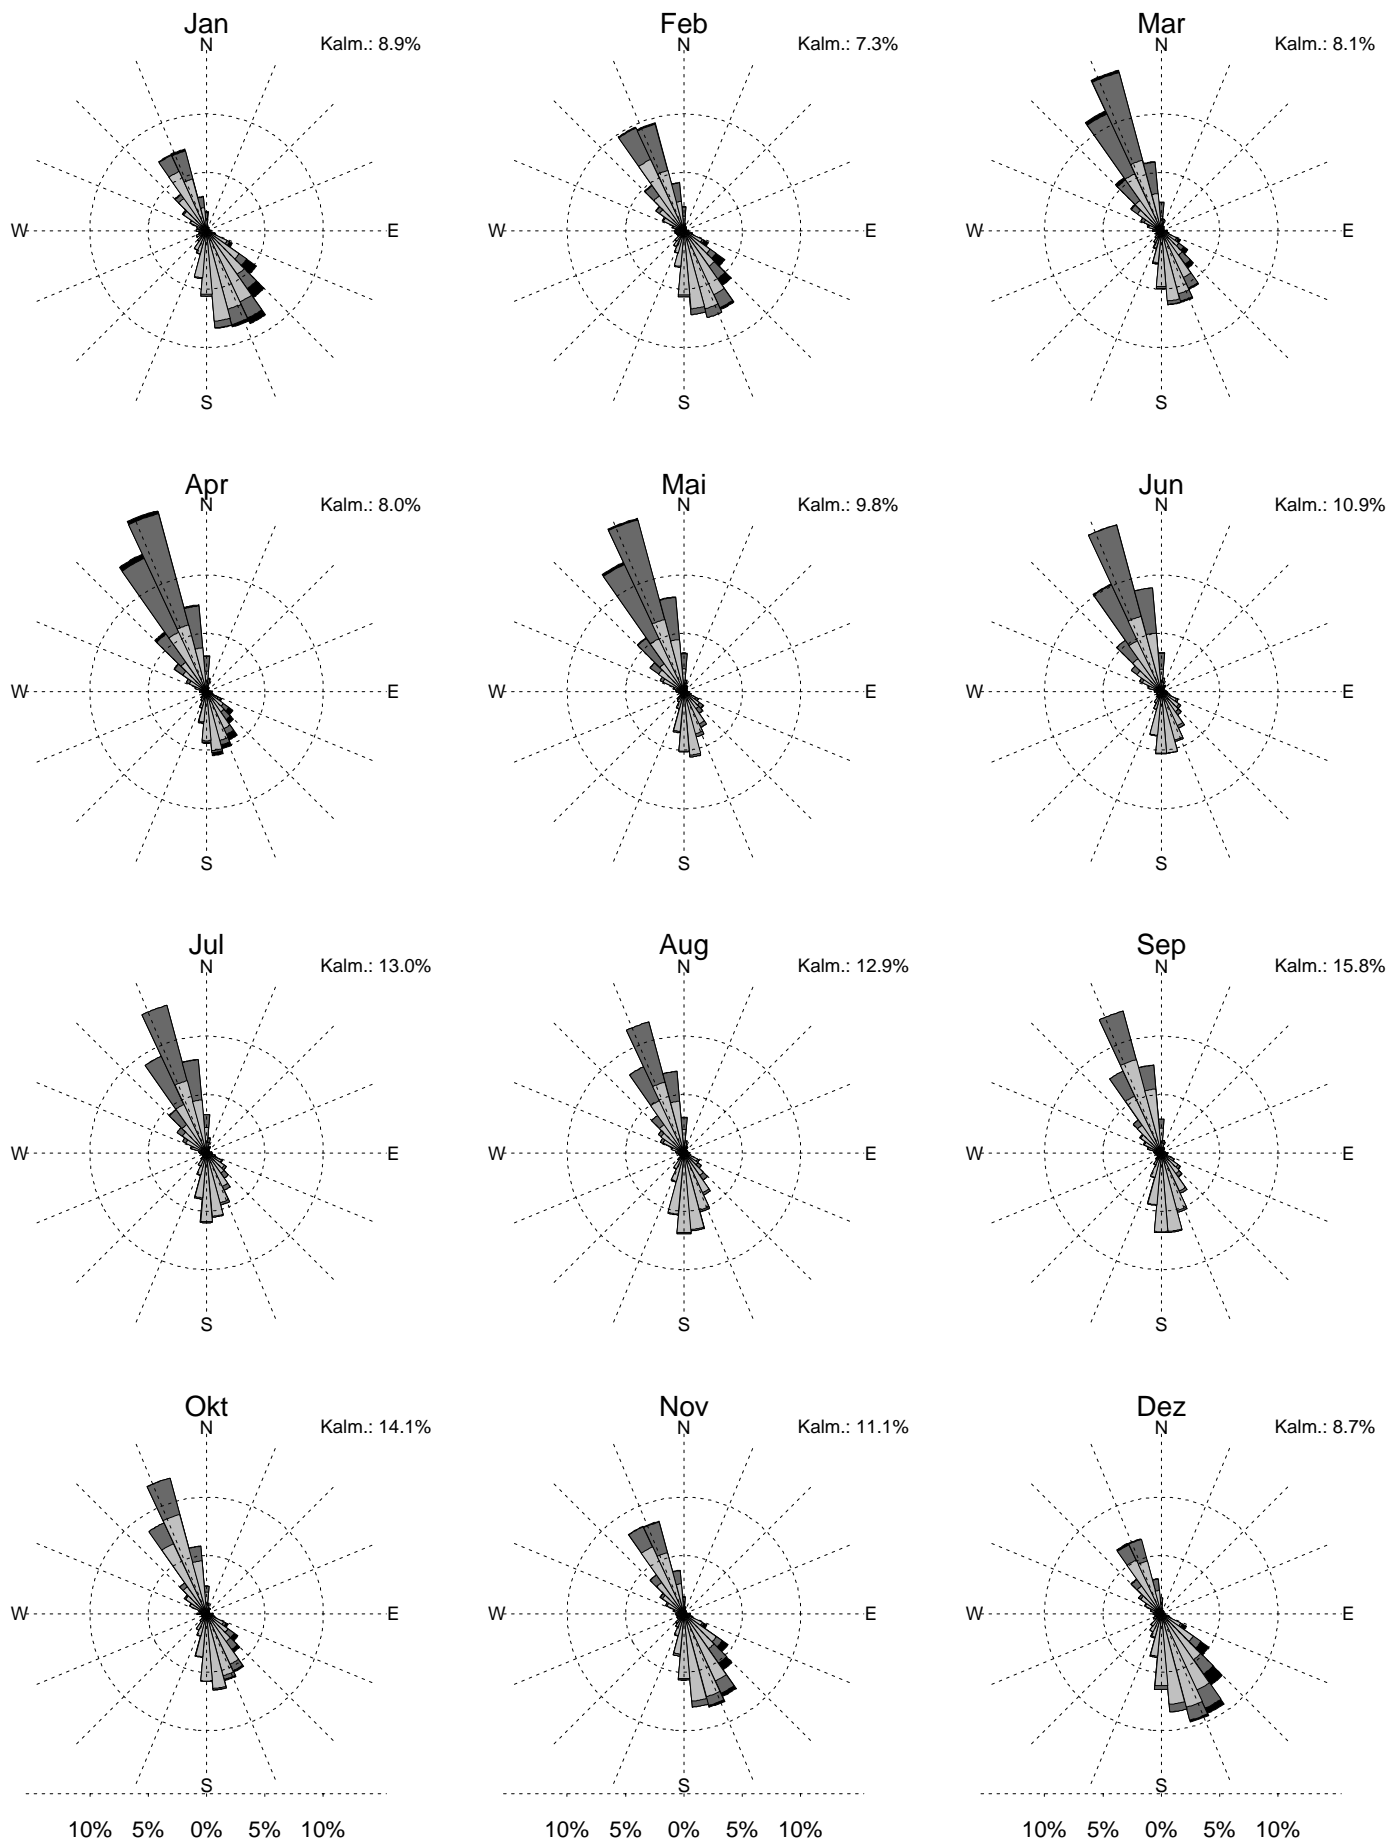 Jan
N
Kalm.: 8.9%
W
E
S
Feb
N
Kalm.: 7.3%
W
E
S
Mar
N
Kalm.: 8.1%
W
E
S
Apr
N
Kalm.: 8.0%
W
E
S
Mai
N
Kalm.: 9.8%
W
E
S
Jun
N
Kalm.: 10.9%
W
E
S
Jul
N
Kalm.: 13.0%
W
E
S
Aug
N
Kalm.: 12.9%
W
E
S
Sep
N
Kalm.: 15.8%
W
E
S
Okt
N
Kalm.: 14.1%
W
E
S
Nov
N
Kalm.: 11.1%
W
E
S
Dez
N
Kalm.: 8.7%
W
E
S
10% 5% 0% 5% 10%
10% 5% 0% 5% 10%
10% 5% 0% 5% 10%